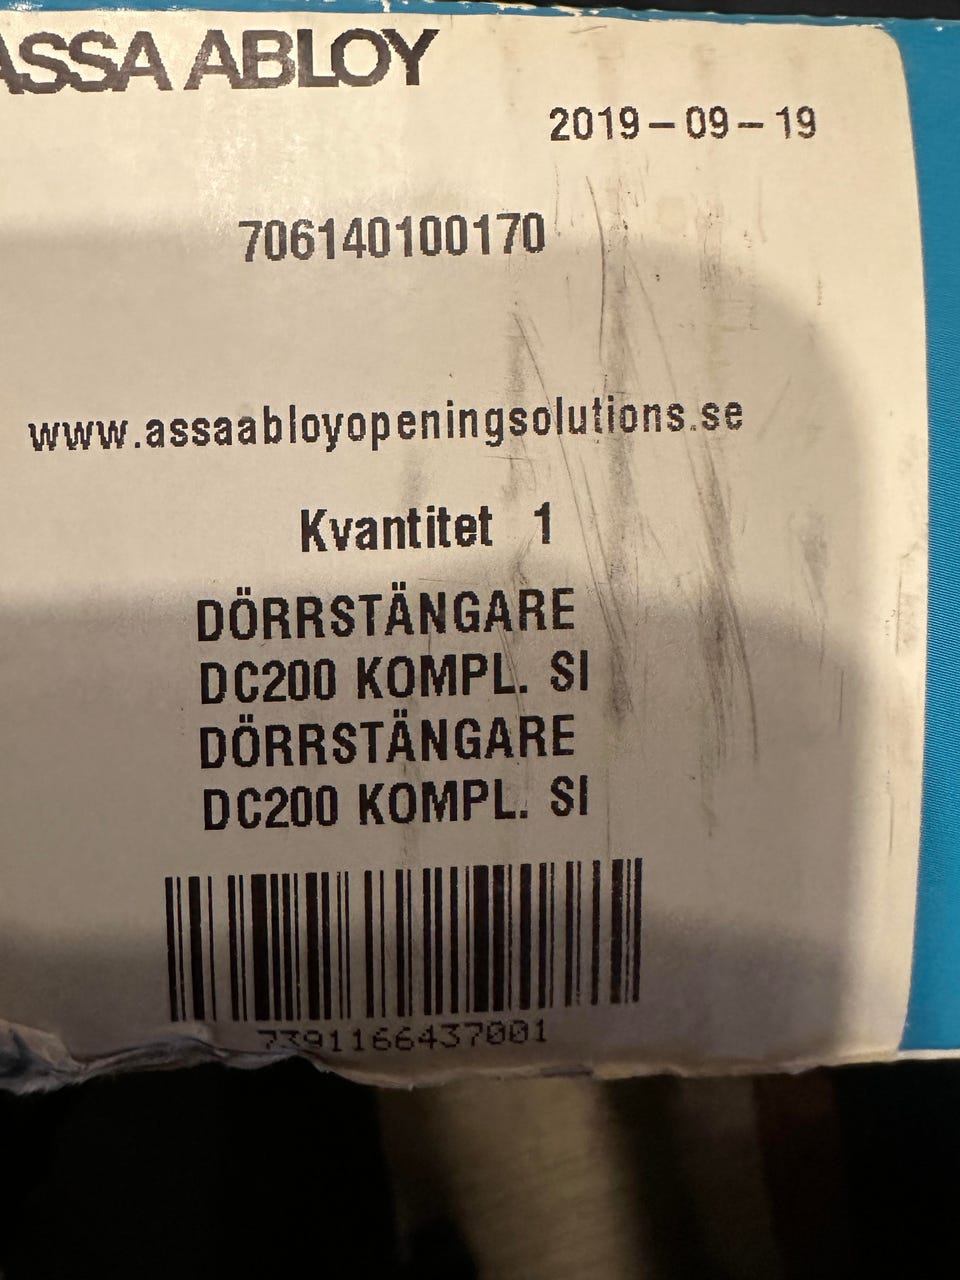 ASSA ABLOY
2019-09-19
706140100170
www.assaabloyopeningsolutions.se
Kvantitet 1
DÖRRSTÄNGARE
DC200 KOMPL. SI
DÖRRSTÄNGARE
DC200 KOMPL. SI
7391166437001